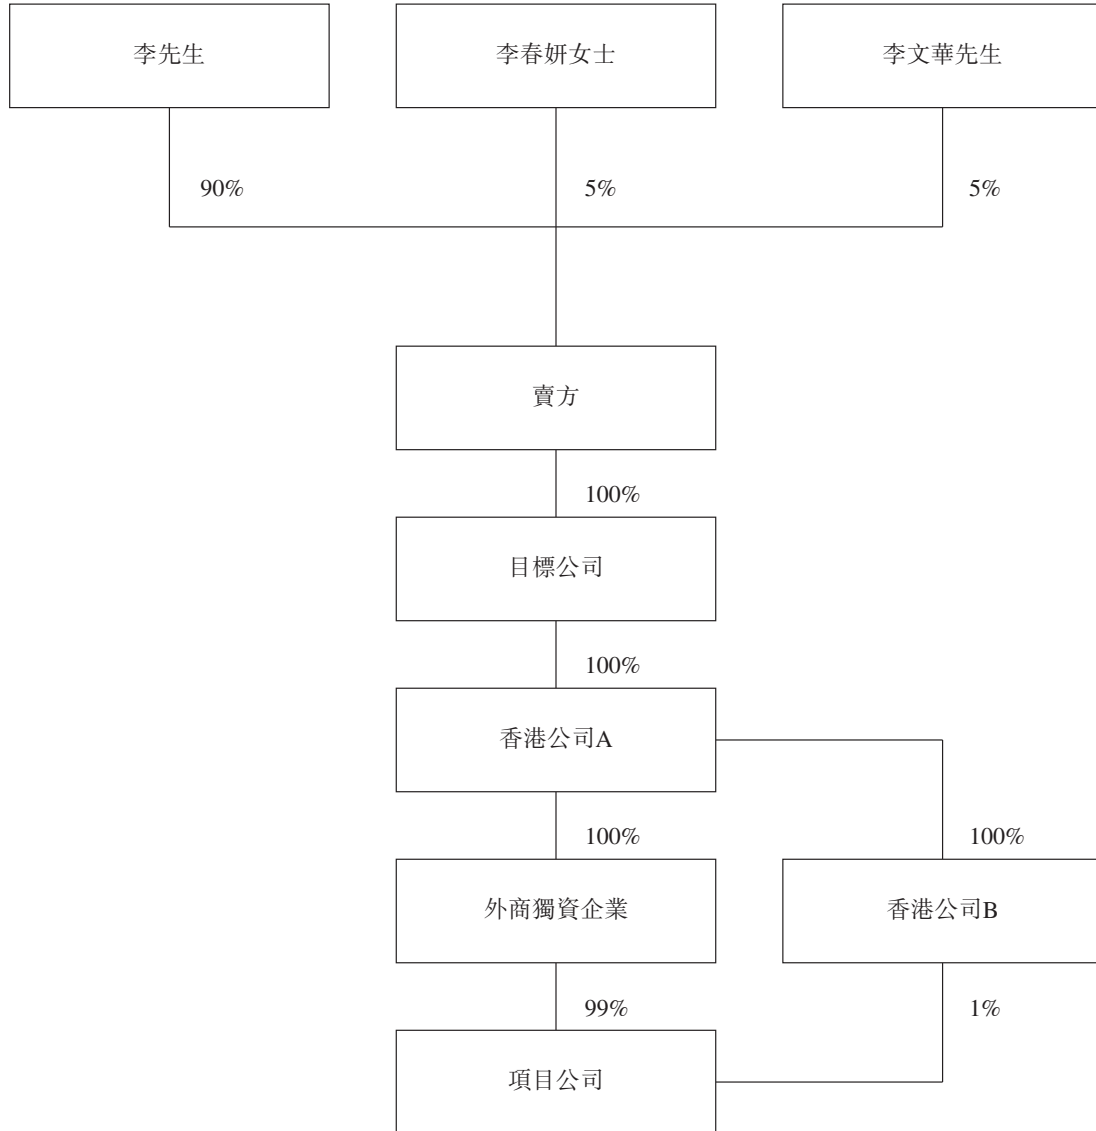 李先生
李春妍女士
李文華先生
90%
5%
5%
賣方
100%
目標公司
100%
香港公司A
100%
100%
外商獨資企業
香港公司B
99%
1%
項目公司